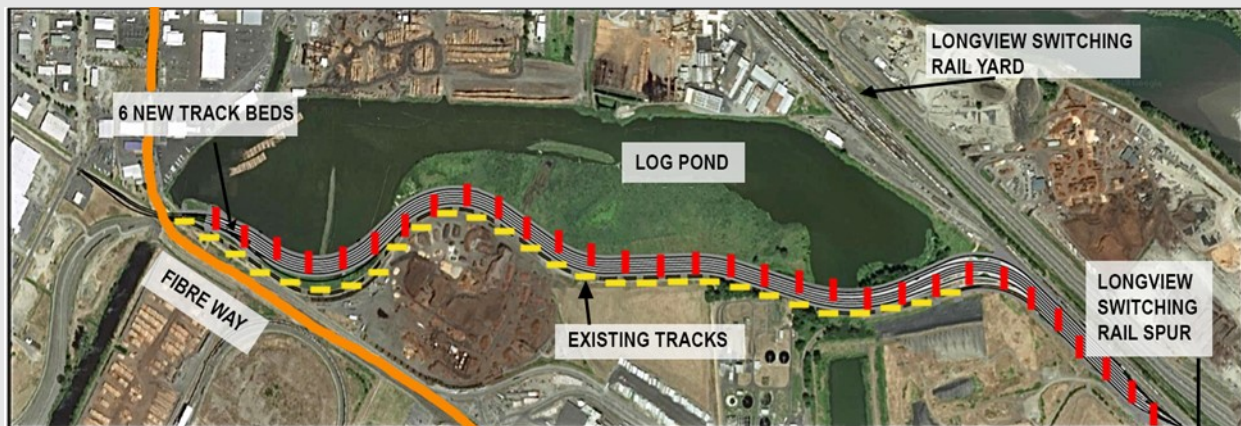 LONGVIEW SWITCHING
RAIL YARD
6 NEW TRACK BEDS
LOG POND
FIBRE WAY
EXISTING TRACKS
LONGVIEW
SWITCHING
RAIL SPUR